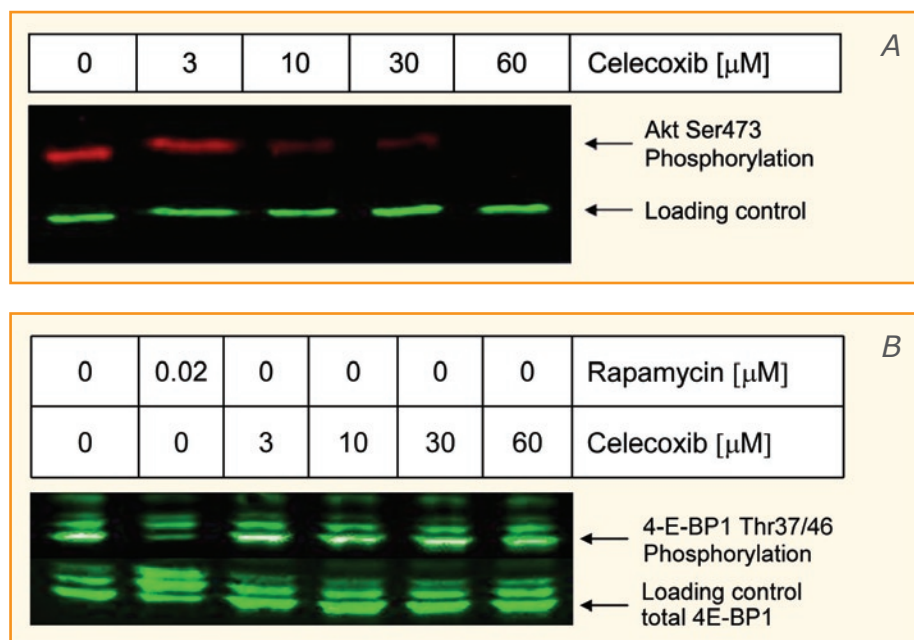 A
0 3 10 30 60 Celecoxib [µM]
Akt Ser473
Phosphorylation
Loading control
B
0 0.02 0 0 0 0 Rapamycin [µM]
0 0 3 10 30 60 Celecoxib [µM]
4-E-BP1 Thr37/46
Phosphorylation
Loading control
total 4E-BP1